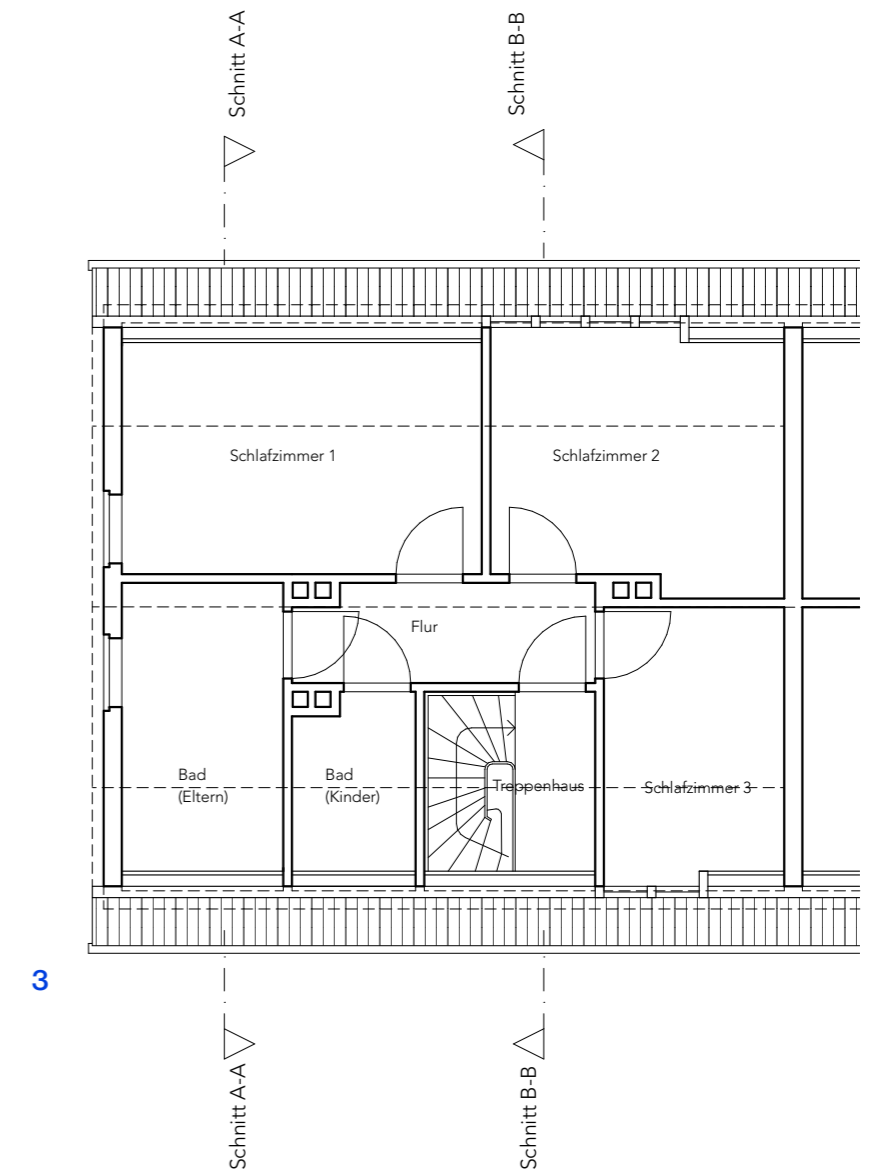 Schnitt A-A
Schnitt B-B
Schlafzimmer 1
Schlafzimmer 2
Flur
Bad
(Eltern)
Bad
(Kinder)
Treppenhaus
Schlafzimmer 3
3
Schnitt A-A
Schnitt B-B